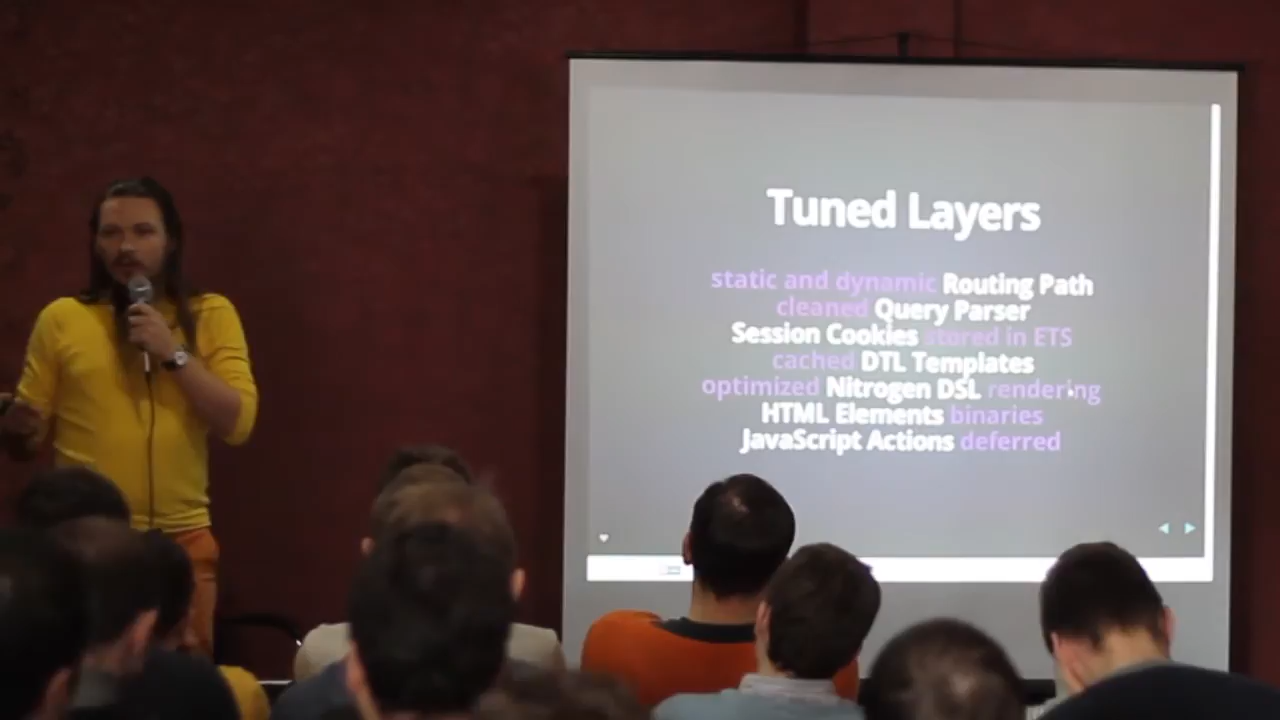 Tuned Layers
static and dynamic Routing Path
cleaned Query Parser
Session Cookies stored in ETS
cached DTL Templates
optimized Nitrogen DSL rendering
HTML Elements binaries
JavaScript Actions deferred